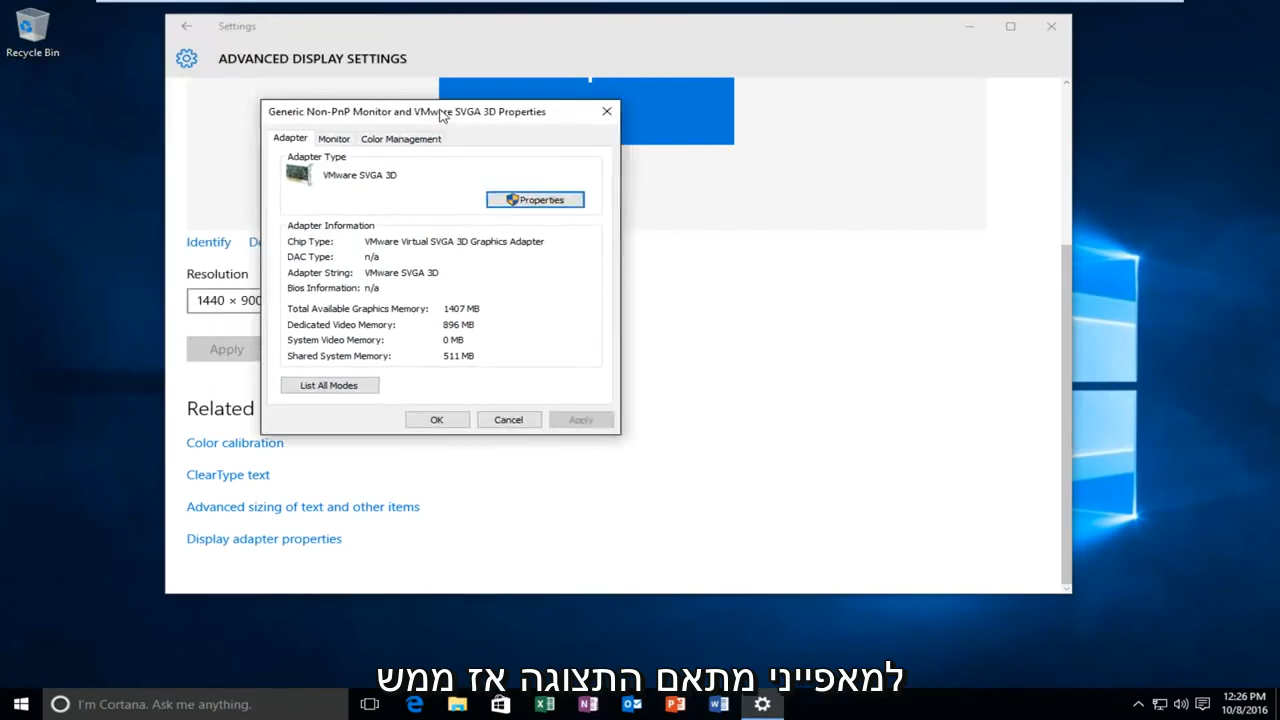 Recycle Bin
Settings
ADVANCED DISPLAY SETTINGS
Generic Non-PnP Monitor and VMware SVGA 3D Properties
Adapter Monitor Color Management
Adapter Type
VMware SVGA 3D
Properties
Adapter Information
Chip Type: VMware Virtual SVGA 3D Graphics Adapter
DAC Type: n/a
Adapter String: VMware SVGA 3D
Bios Information: n/a
Total Available Graphics Memory: 1407 MB
Dedicated Video Memory: 896 MB
System Video Memory: 0 MB
Shared System Memory: 511 MB
List All Modes
OK Cancel Apply
Identify
Resolution
1440 × 900
Apply
Related
Color calibration
ClearType text
Advanced sizing of text and other items
Display adapter properties
למאפייני מתאם התצוגה אז ממש
I'm Cortana. Ask me anything.
12:26 PM
10/8/2016